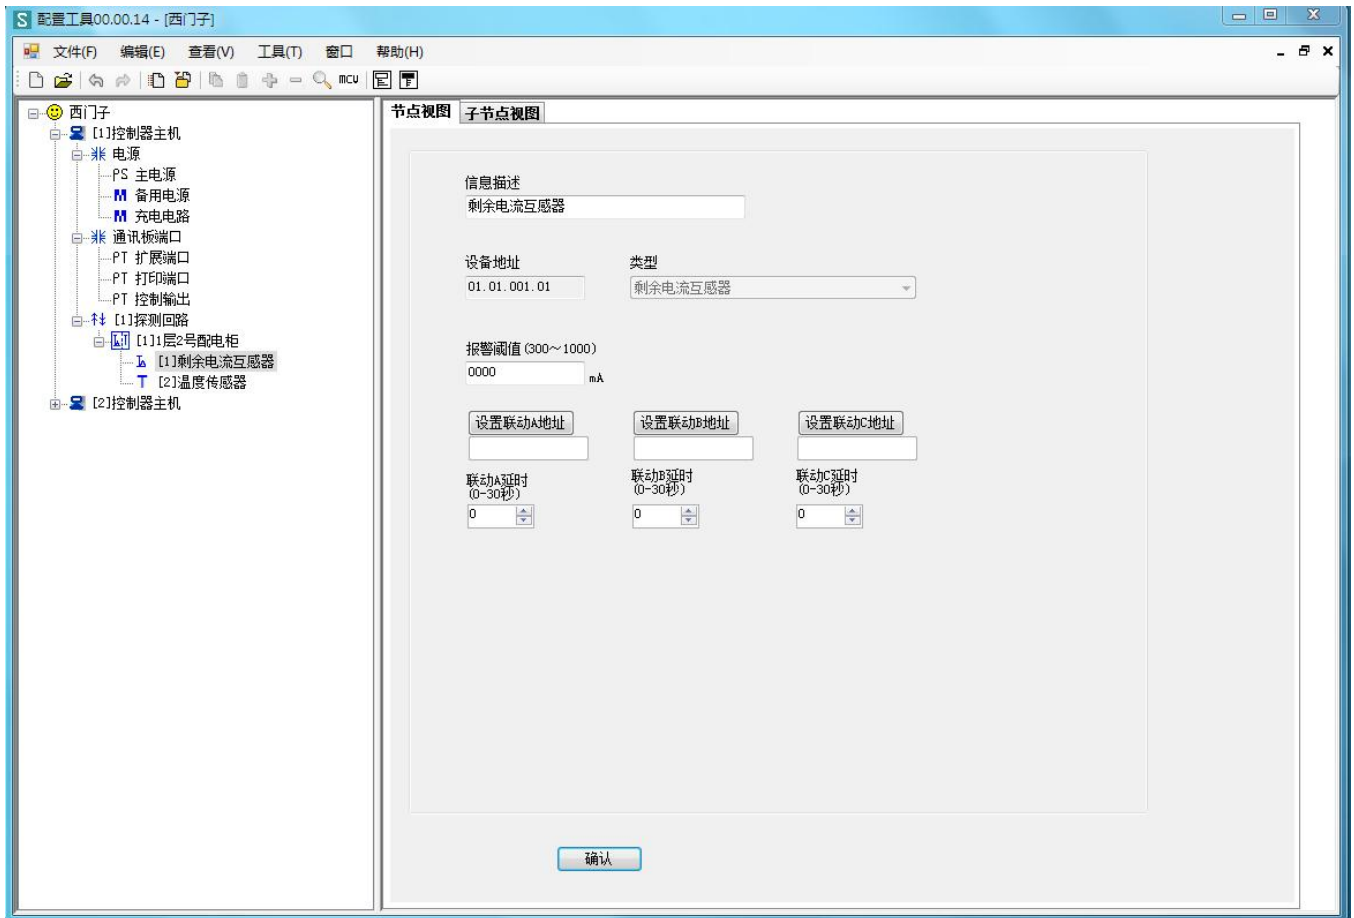 配置工具00.00.14 - [西门子]
文件(F) 编辑(E) 查看(V) 工具(T) 窗口 帮助(H)
mcu
西门子
[1]控制器主机
电源
PS 主电源
M 备用电源
M 充电电路
通讯板端口
PT 扩展端口
PT 打印端口
PT 控制输出
[1]探测回路
[1]1层2号配电柜
[1]剩余电流互感器
T [2]温度传感器
[2]控制器主机
节点视图 子节点视图
信息描述
剩余电流互感器
设备地址 类型
01.01.001.01 剩余电流互感器
报警阈值(300～1000)
0000 mA
设置联动A地址 设置联动B地址 设置联动C地址
联动A延时 联动B延时 联动C延时
(0-30秒) (0-30秒) (0-30秒)
0 0 0
确认